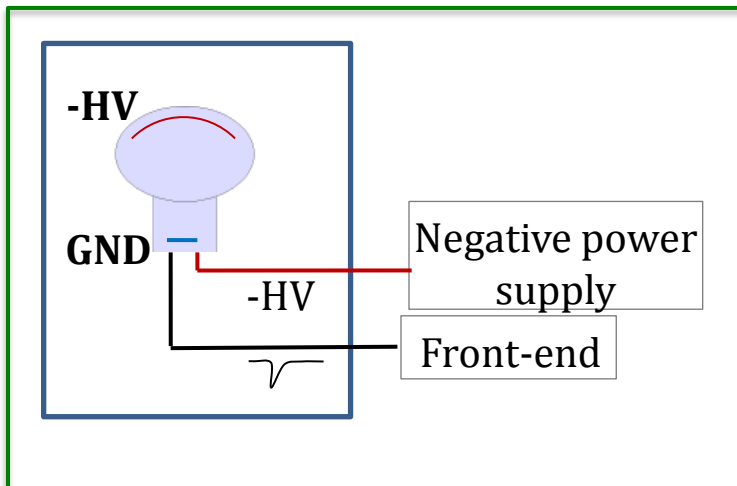 -HV
GND
-HV
Negative power
supply
Front-end